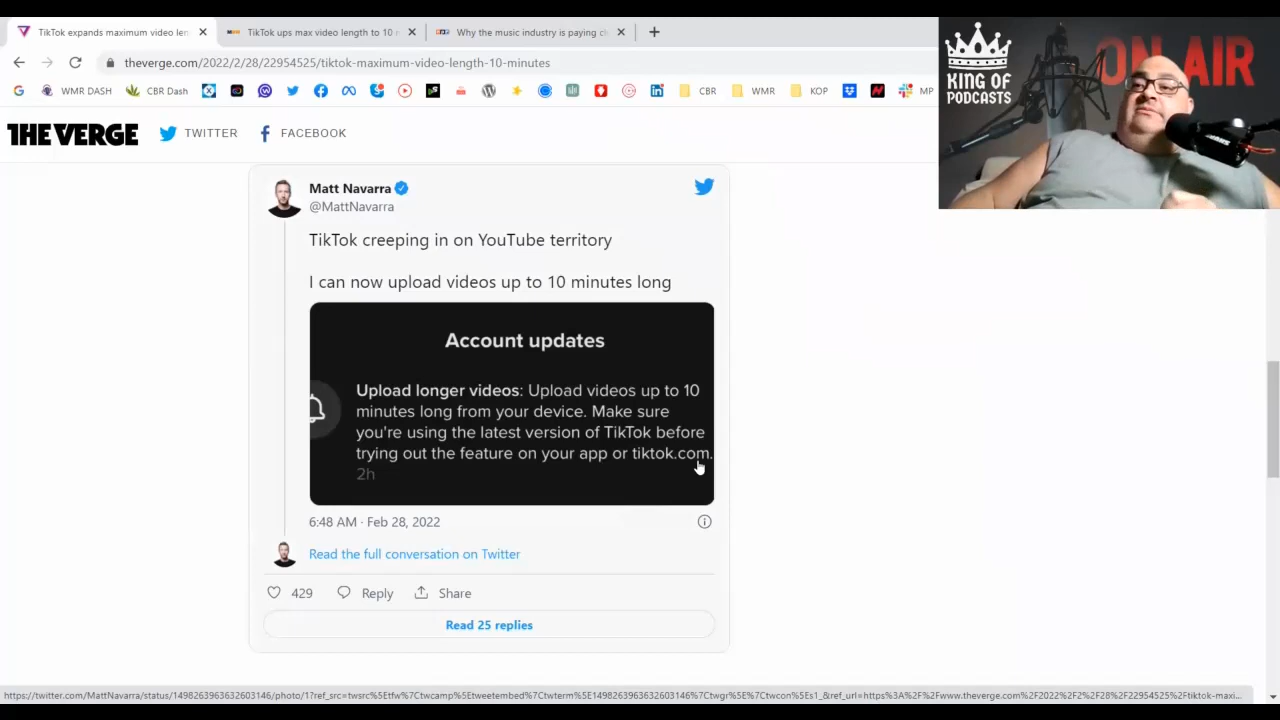 TikTok expands maximum video len
TikTok ups max video length to 10 r
Why the music industry is paying cl
theverge.com/2022/2/28/22954525/tiktok-maximum-video-length-10-minutes
WMR DASH
CBR Dash
CBR
WMR
KOP
MP
KING OF
PODCASTS
ON AIR
THE VERGE
TWITTER
FACEBOOK
Matt Navarra
@MattNavarra
TikTok creeping in on YouTube territory
I can now upload videos up to 10 minutes long
Account updates
Upload longer videos: Upload videos up to 10
minutes long from your device. Make sure
you're using the latest version of TikTok before
trying out the feature on your app or tiktok.com.
2h
6:48 AM · Feb 28, 2022
Read the full conversation on Twitter
429 Reply Share
Read 25 replies
https://twitter.com/MattNavarra/status/1498263963632603146/photo/1?ref_src=twsrc%5Etfw%7Ctwcamp%5Etweetembed%7Ctwterm%5E1498263963632603146%7Ctwgr%5E%7Ctwcon%5Es1_&ref_url=https%3A%2F%2Fwww.theverge.com%2F2022%2F2%2F28%2F22954525%2Ftiktok-maxi...